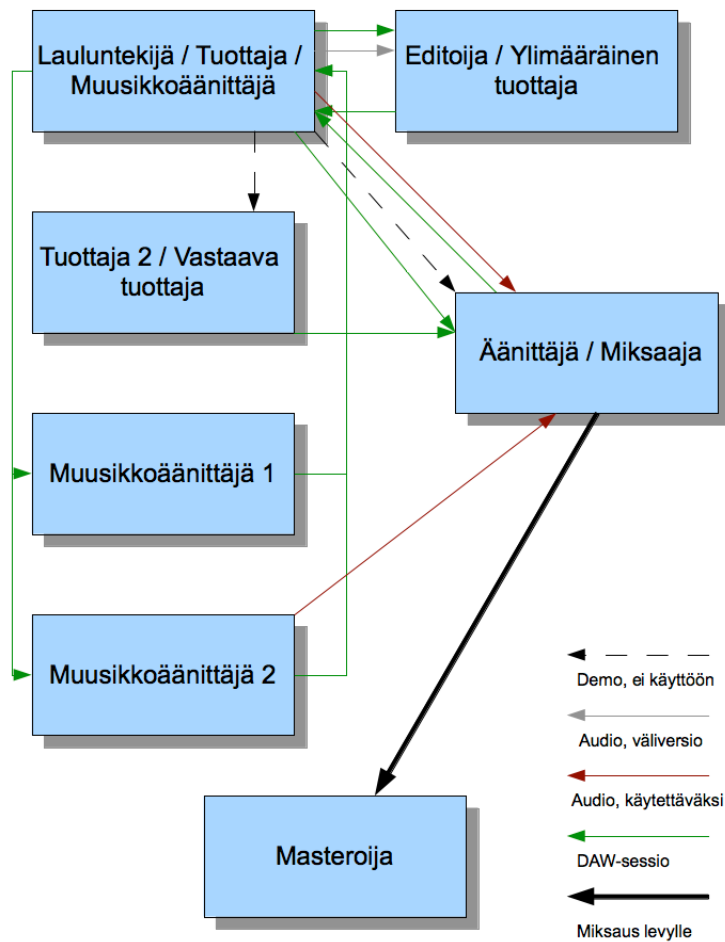 Lauluntekijä / Tuottaja /
Muusikkoäänittäjä
Editoija / Ylimääräinen
tuottaja
Tuottaja 2 / Vastaava
tuottaja
Äänittäjä / Miksaaja
Muusikkoäänittäjä 1
Muusikkoäänittäjä 2
Masteroija
Demo, ei käyttöön
Audio, väliversio
Audio, käytettäväksi
DAW-sessio
Miksaus levylle